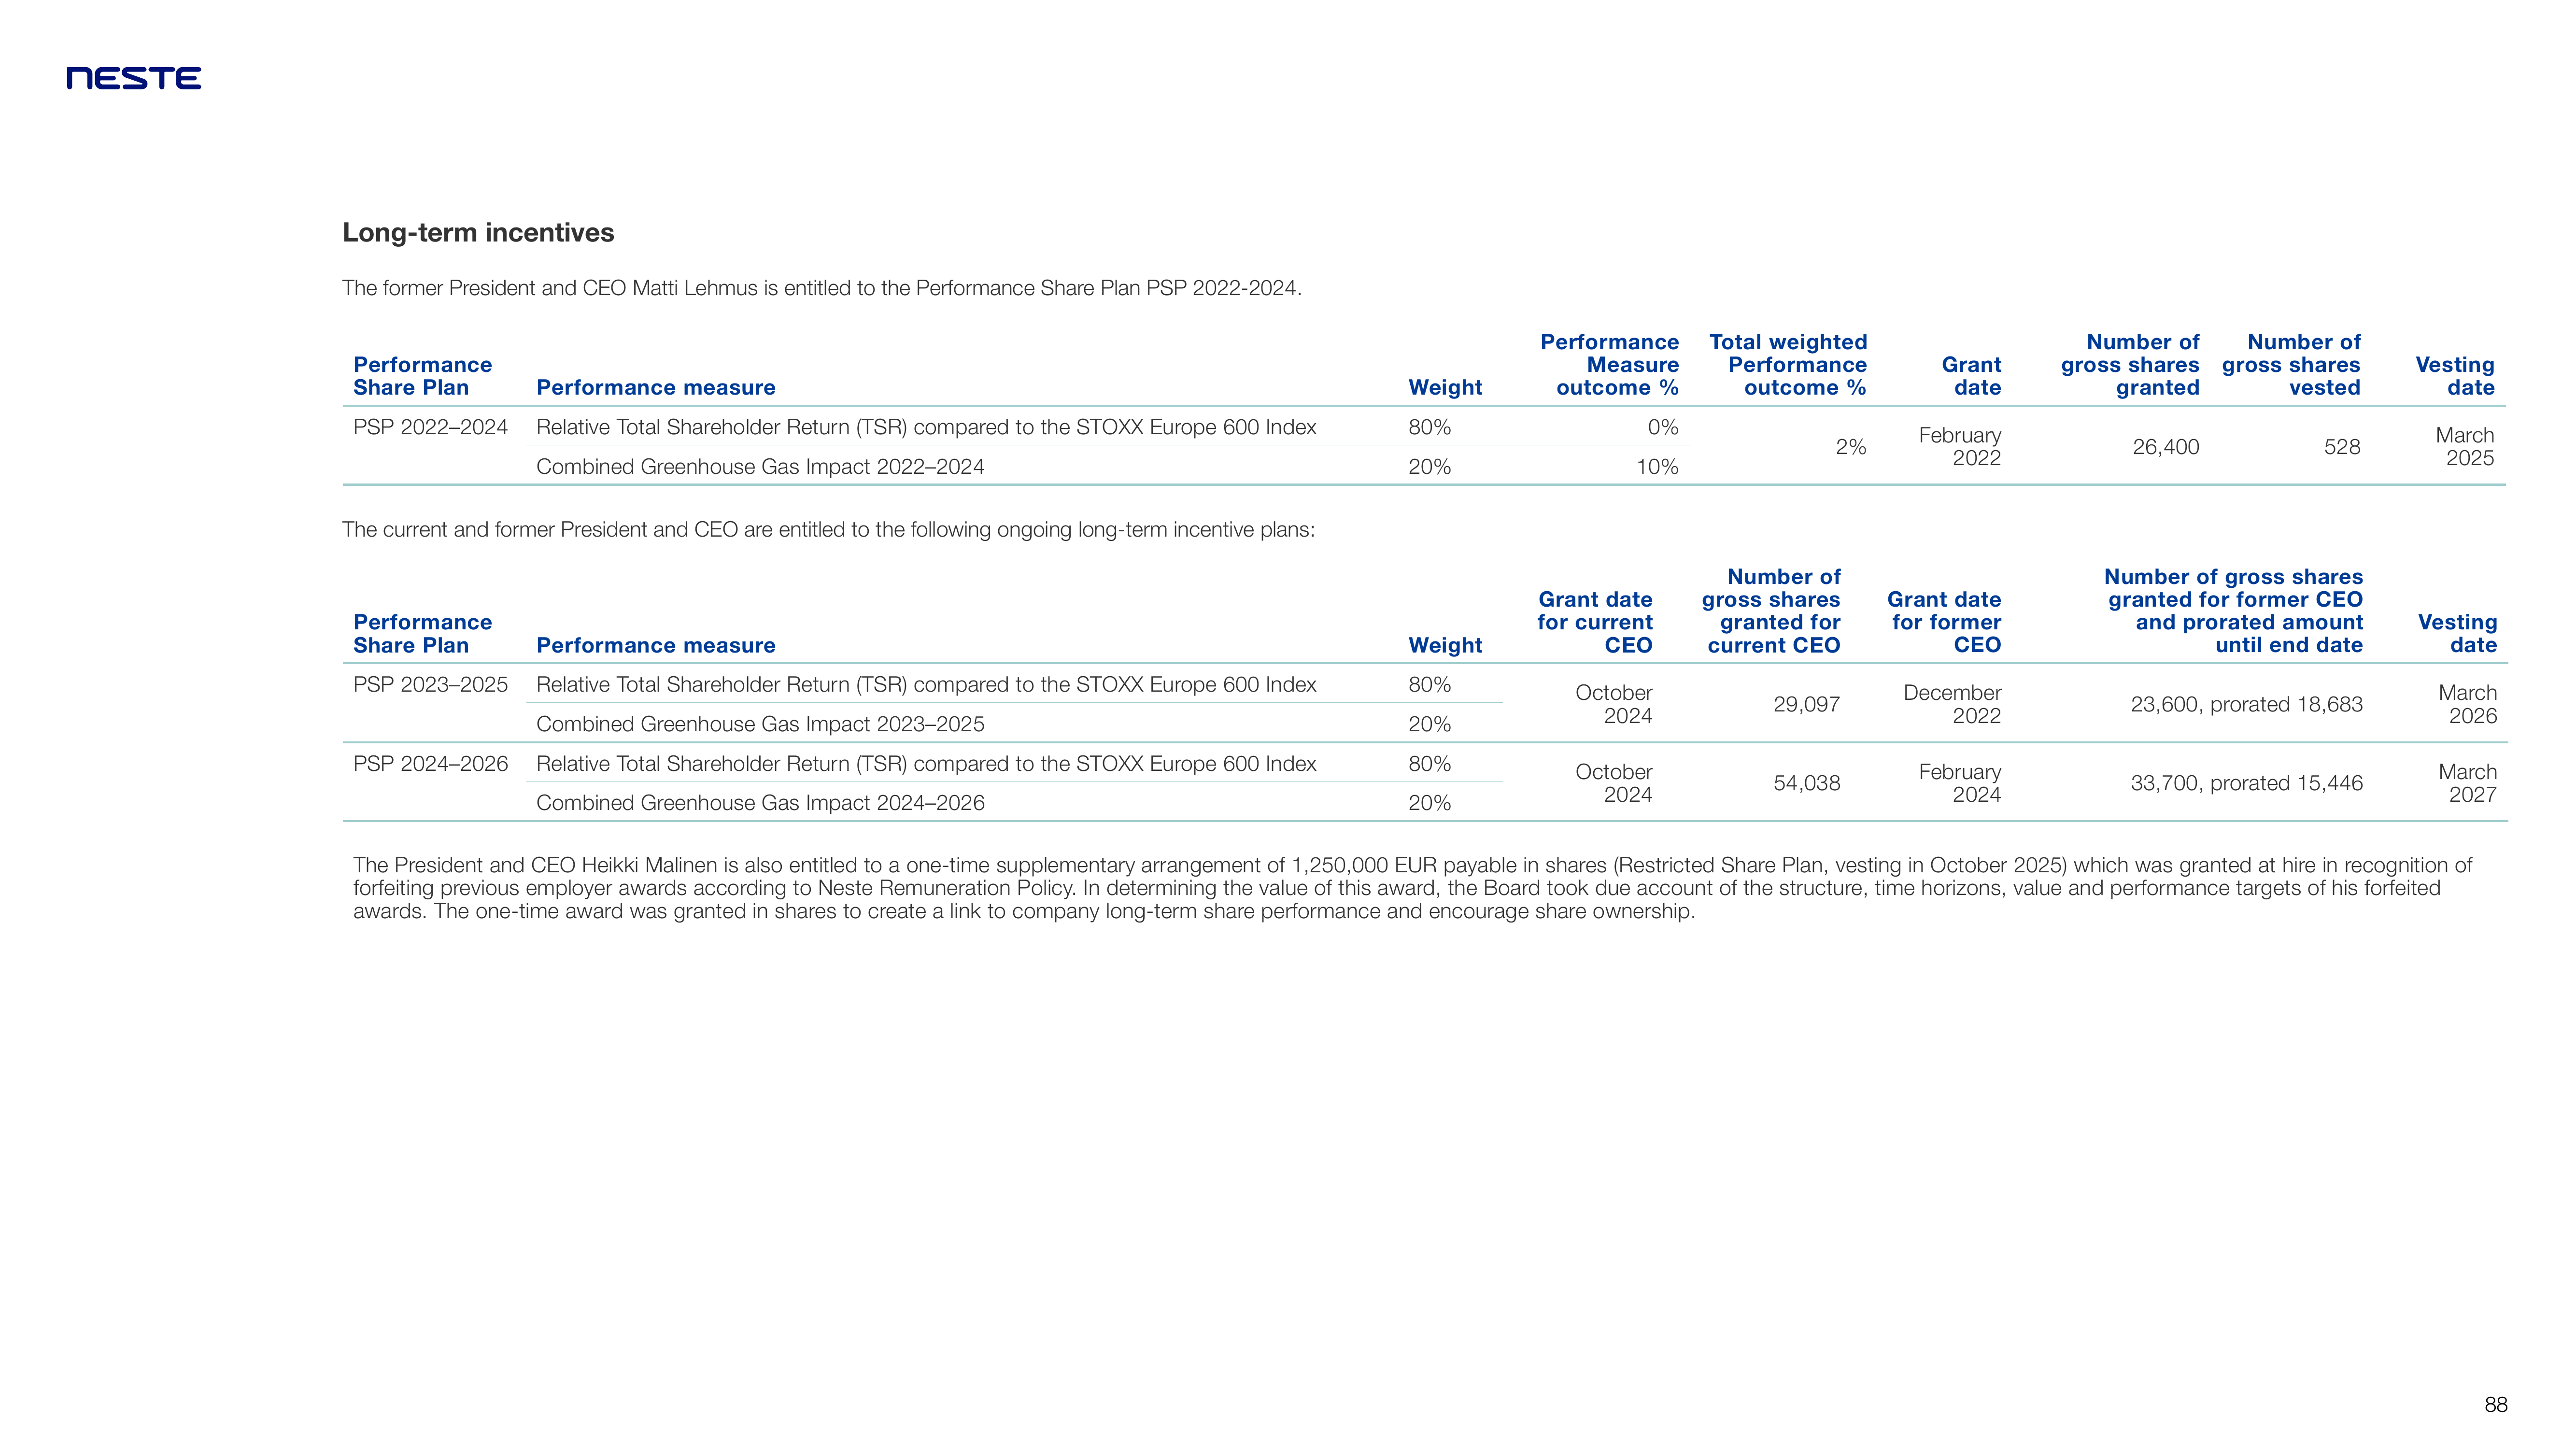 NESTE
Long-term incentives
The former President and CEO Matti Lehmus is entitled to the Performance Share Plan PSP 2022-2024.
Performance Share Plan Performance measure Weight Performance Measure outcome % Total weighted Performance outcome % Grant date Number of gross shares granted Number of gross shares vested Vesting date
PSP 2022–2024 Relative Total Shareholder Return (TSR) compared to the STOXX Europe 600 Index 80% 0% 2% February 2022 26,400 528 March 2025
Combined Greenhouse Gas Impact 2022–2024 20% 10%
The current and former President and CEO are entitled to the following ongoing long-term incentive plans:
Performance Share Plan Performance measure Weight Grant date for current CEO Number of gross shares granted for current CEO Grant date for former CEO Number of gross shares granted for former CEO and prorated amount until end date Vesting date
PSP 2023–2025 Relative Total Shareholder Return (TSR) compared to the STOXX Europe 600 Index 80% October 2024 29,097 December 2022 23,600, prorated 18,683 March 2026
Combined Greenhouse Gas Impact 2023–2025 20%
PSP 2024–2026 Relative Total Shareholder Return (TSR) compared to the STOXX Europe 600 Index 80% October 2024 54,038 February 2024 33,700, prorated 15,446 March 2027
Combined Greenhouse Gas Impact 2024–2026 20%
The President and CEO Heikki Malinen is also entitled to a one-time supplementary arrangement of 1,250,000 EUR payable in shares (Restricted Share Plan, vesting in October 2025) which was granted at hire in recognition of
forfeiting previous employer awards according to Neste Remuneration Policy. In determining the value of this award, the Board took due account of the structure, time horizons, value and performance targets of his forfeited
awards. The one-time award was granted in shares to create a link to company long-term share performance and encourage share ownership.
88